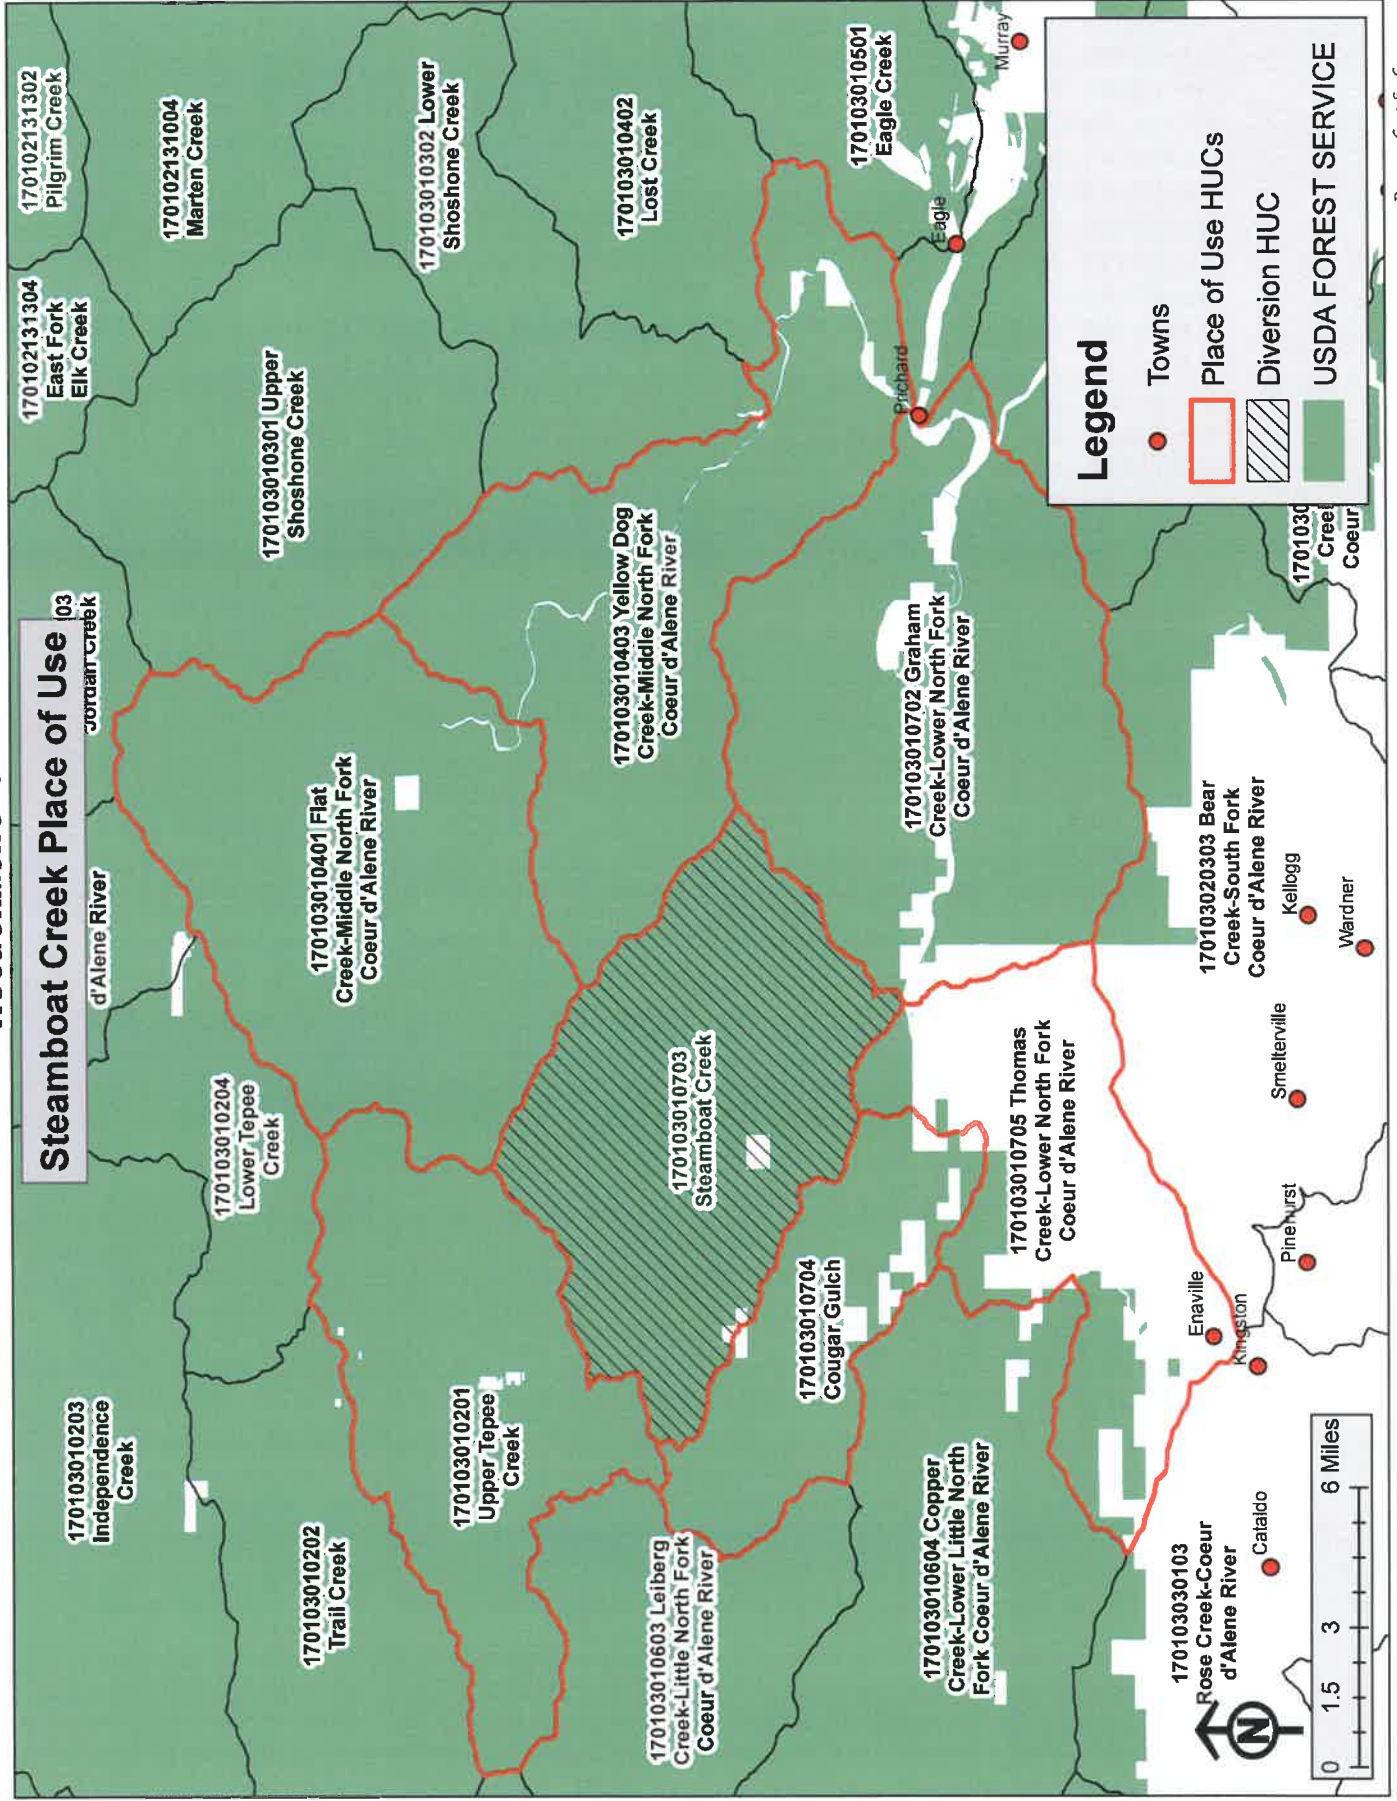 Steamboat Creek Place of Use
170102131304
East Fork
Elk Creek
170102131302
Pilgrim Creek
170102131004
Marten Creek
03
Jordan Creek
d'Alene River
170103010203
Independence
Creek
170103010204
Lower Tepee
Creek
170103010301 Upper
Shoshone Creek
170103010302 Lower
Shoshone Creek
170103010202
Trail Creek
170103010401 Flat
Creek-Middle North Fork
Coeur d'Alene River
170103010402
Lost Creek
170103010201
Upper Tepee
Creek
170103010403 Yellow Dog
Creek-Middle North Fork
Coeur d'Alene River
170103010703
Steamboat Creek
170103010603 Leiberg
Creek-Little North Fork
Coeur d'Alene River
170103010704
Cougar Gulch
170103010501
Eagle Creek
Murray
Eagle
Prichard
170103010702 Graham
Creek-Lower North Fork
Coeur d'Alene River
170103010604 Copper
Creek-Lower Little North
Fork Coeur d'Alene River
170103010705 Thomas
Creek-Lower North Fork
Coeur d'Alene River
170103020303 Bear
Creek-South Fork
Coeur d'Alene River
1701030
Cree
Coeur
Enaville
Kingston
Pinehurst
Smelterville
Kellogg
Wardner
170103030103
Rose Creek-Coeur
d'Alene River
Cataldo
N
0 1.5 3 6 Miles
Legend
Towns
Place of Use HUCs
Diversion HUC
USDA FOREST SERVICE